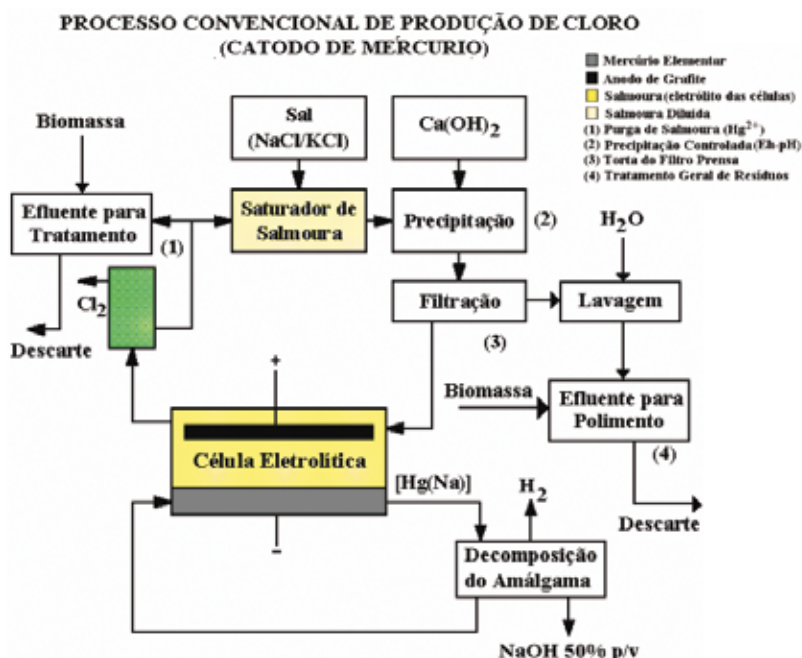 PROCESSO CONVENCIONAL DE PRODUÇÃO DE CLORO
(CATODO DE MERCURIO)
Mercúrio Elementar
Anodo de Grafite
Salmoura (eletrólito das células)
Salmoura Diluída
(1) Purga de Salmoura (Hg²⁺)
(2) Precipitação Controlada (Eh-pH)
(3) Torta do Filtro Prensa
(4) Tratamento Geral de Resíduos
Biomassa
Sal
(NaCl/KCl)
Ca(OH)₂
Efluente para
Tratamento
(1)
Saturador de
Salmoura
Precipitação
(2)
H₂O
Cl₂
Filtração
(3)
Lavagem
Descarte
+
Biomassa
Efluente para
Polimento
(4)
Célula Eletrolítica
[Hg(Na)]
H₂
Descarte
–
Decomposição
do Amálgama
NaOH 50% p/v